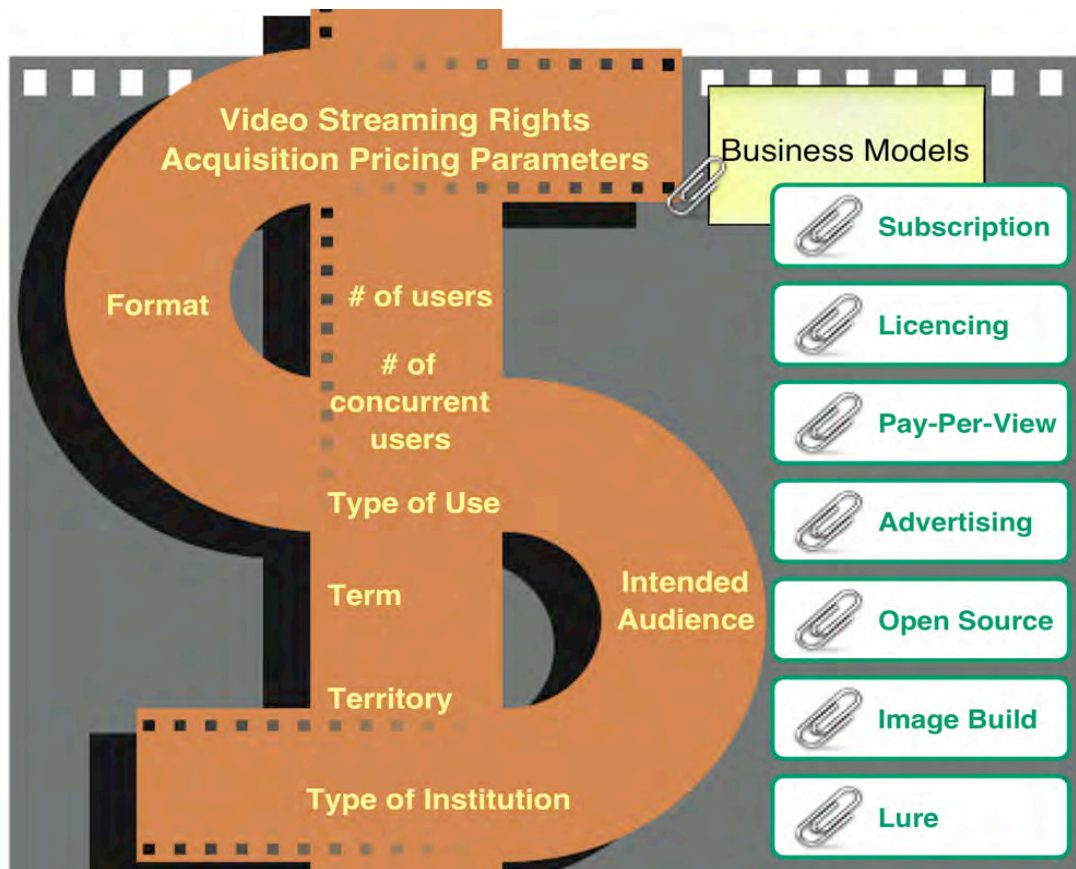 Video Streaming Rights
Acquisition Pricing Parameters
Format
# of users
# of
concurrent
users
Type of Use
Term
Intended
Audience
Territory
Type of Institution
Business Models
Subscription
Licencing
Pay-Per-View
Advertising
Open Source
Image Build
Lure